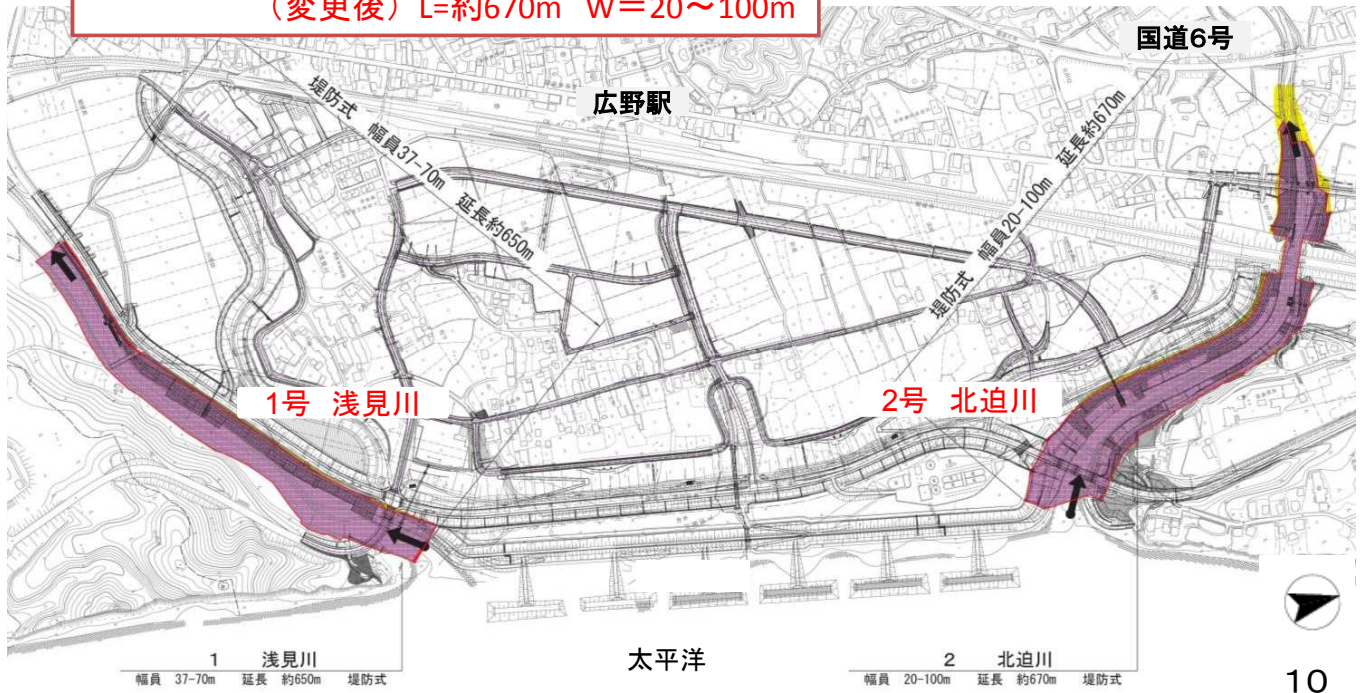 （変更後）L=約670m W＝20～100m
国道6号
広野駅
堤防式 幅員37-70m 延長約650m
堤防式 幅員20-100m 延長約670m
1号 浅見川
2号 北迫川
太平洋
1 浅見川
幅員 37-70m 延長 約650m 堤防式
2 北迫川
幅員 20-100m 延長 約670m 堤防式
10